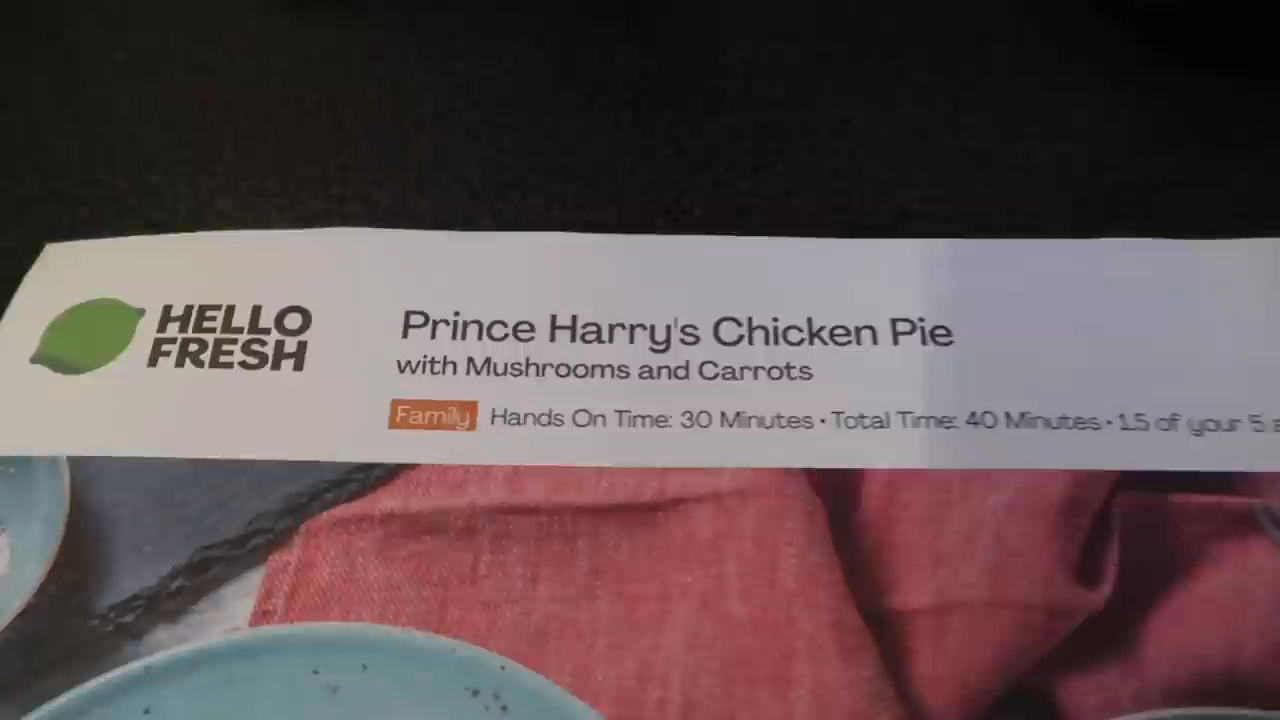 HELLO
FRESH
Prince Harry's Chicken Pie
with Mushrooms and Carrots
Family Hands On Time: 30 Minutes • Total Time: 40 Minutes • 1.5 of your 5 a